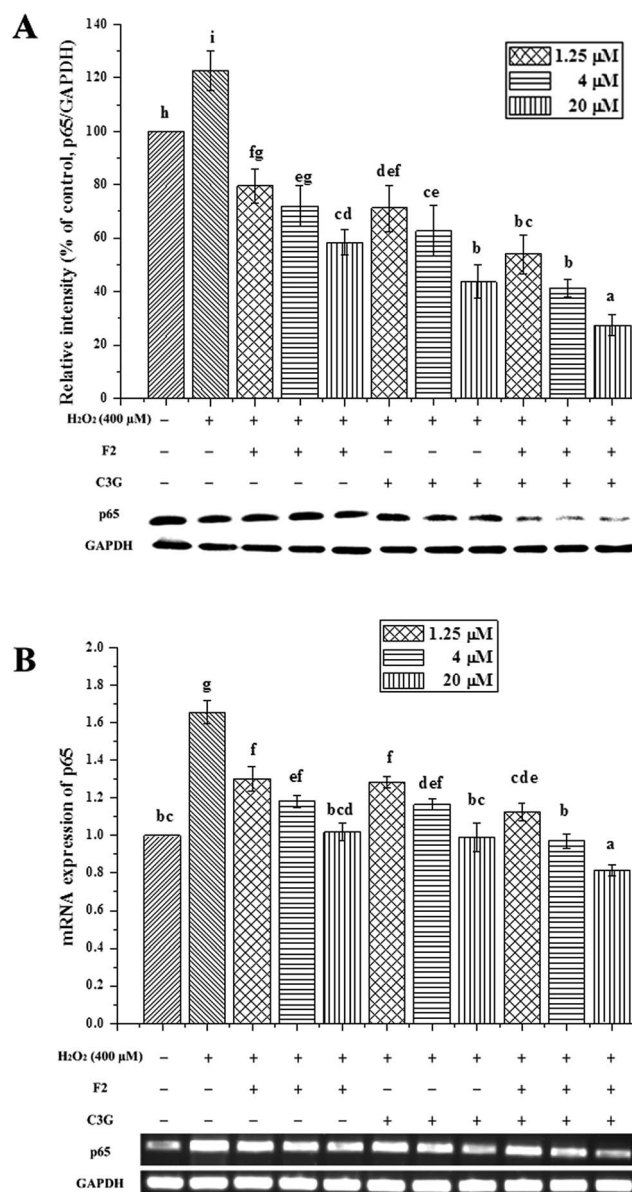 A
Relative intensity (% of control, p65/GAPDH)
140
120
100
80
60
40
20
0
1.25 μM
4 μM
20 μM
h
i
fg
eg
cd
def
ce
b
bc
b
a
H₂O₂ (400 μM) – + + + + + + + + + +
F2 – – + + + – – – + + +
C3G – – – – – + + + + + +
p65
GAPDH
B
mRNA expression of p65
2.0
1.8
1.6
1.4
1.2
1.0
0.8
0.6
0.4
0.2
0.0
1.25 μM
4 μM
20 μM
bc
g
f
ef
bcd
f
def
bc
cde
b
a
H₂O₂ (400 μM) – + + + + + + + + + +
F2 – – + + + – – – + + +
C3G – – – – – + + + + + +
p65
GAPDH